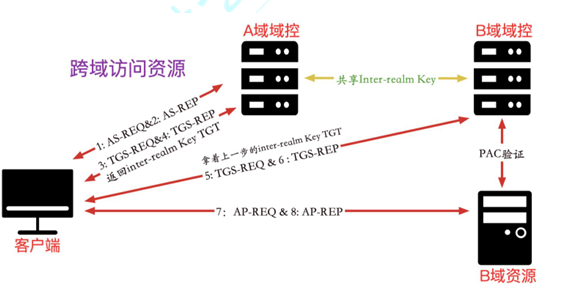 A域域控
B域域控
跨域访问资源
共享Inter-realm Key
1: AS-REQ&2: AS-REP
3: TGS-REQ&4: TGS-REP
返回inter-realm Key TGT
拿着上一步的inter-realm Key TGT
5: TGS-REQ & 6 : TGS-REP
PAC验证
7: AP-REQ & 8: AP-REP
客户端
B域资源